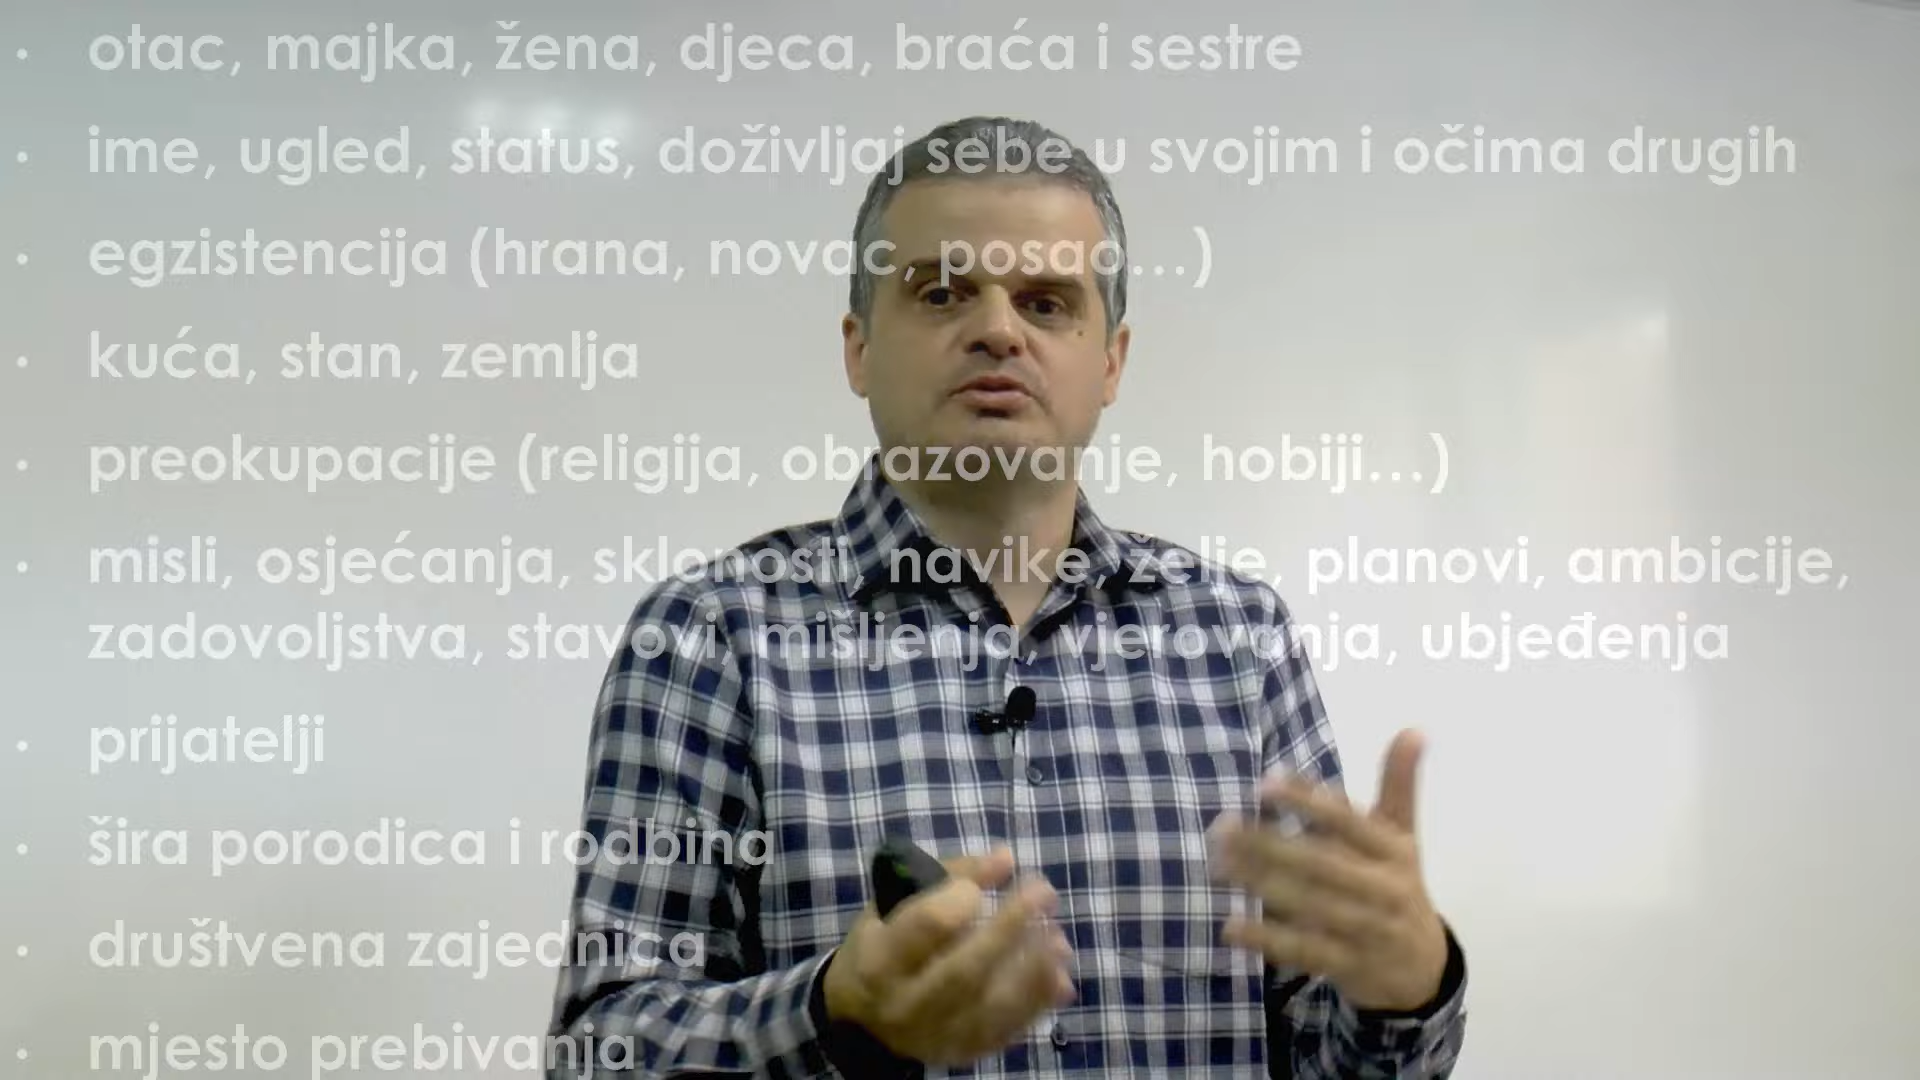 • otac, majka, žena, djeca, braća i sestre
• ime, ugled, status, doživljaj sebe u svojim i očima drugih
• egzistencija (hrana, novac, posao...)
• kuća, stan, zemlja
• preokupacije (religija, obrazovanje, hobiji...)
• misli, osjećanja, sklonosti, navike, želje, planovi, ambicije,
zadovoljstva, stavovi, mišljenja, vjerovanja, ubjeđenja
• prijatelji
• šira porodica i rodbina
• društvena zajednica
• mjesto prebivanja